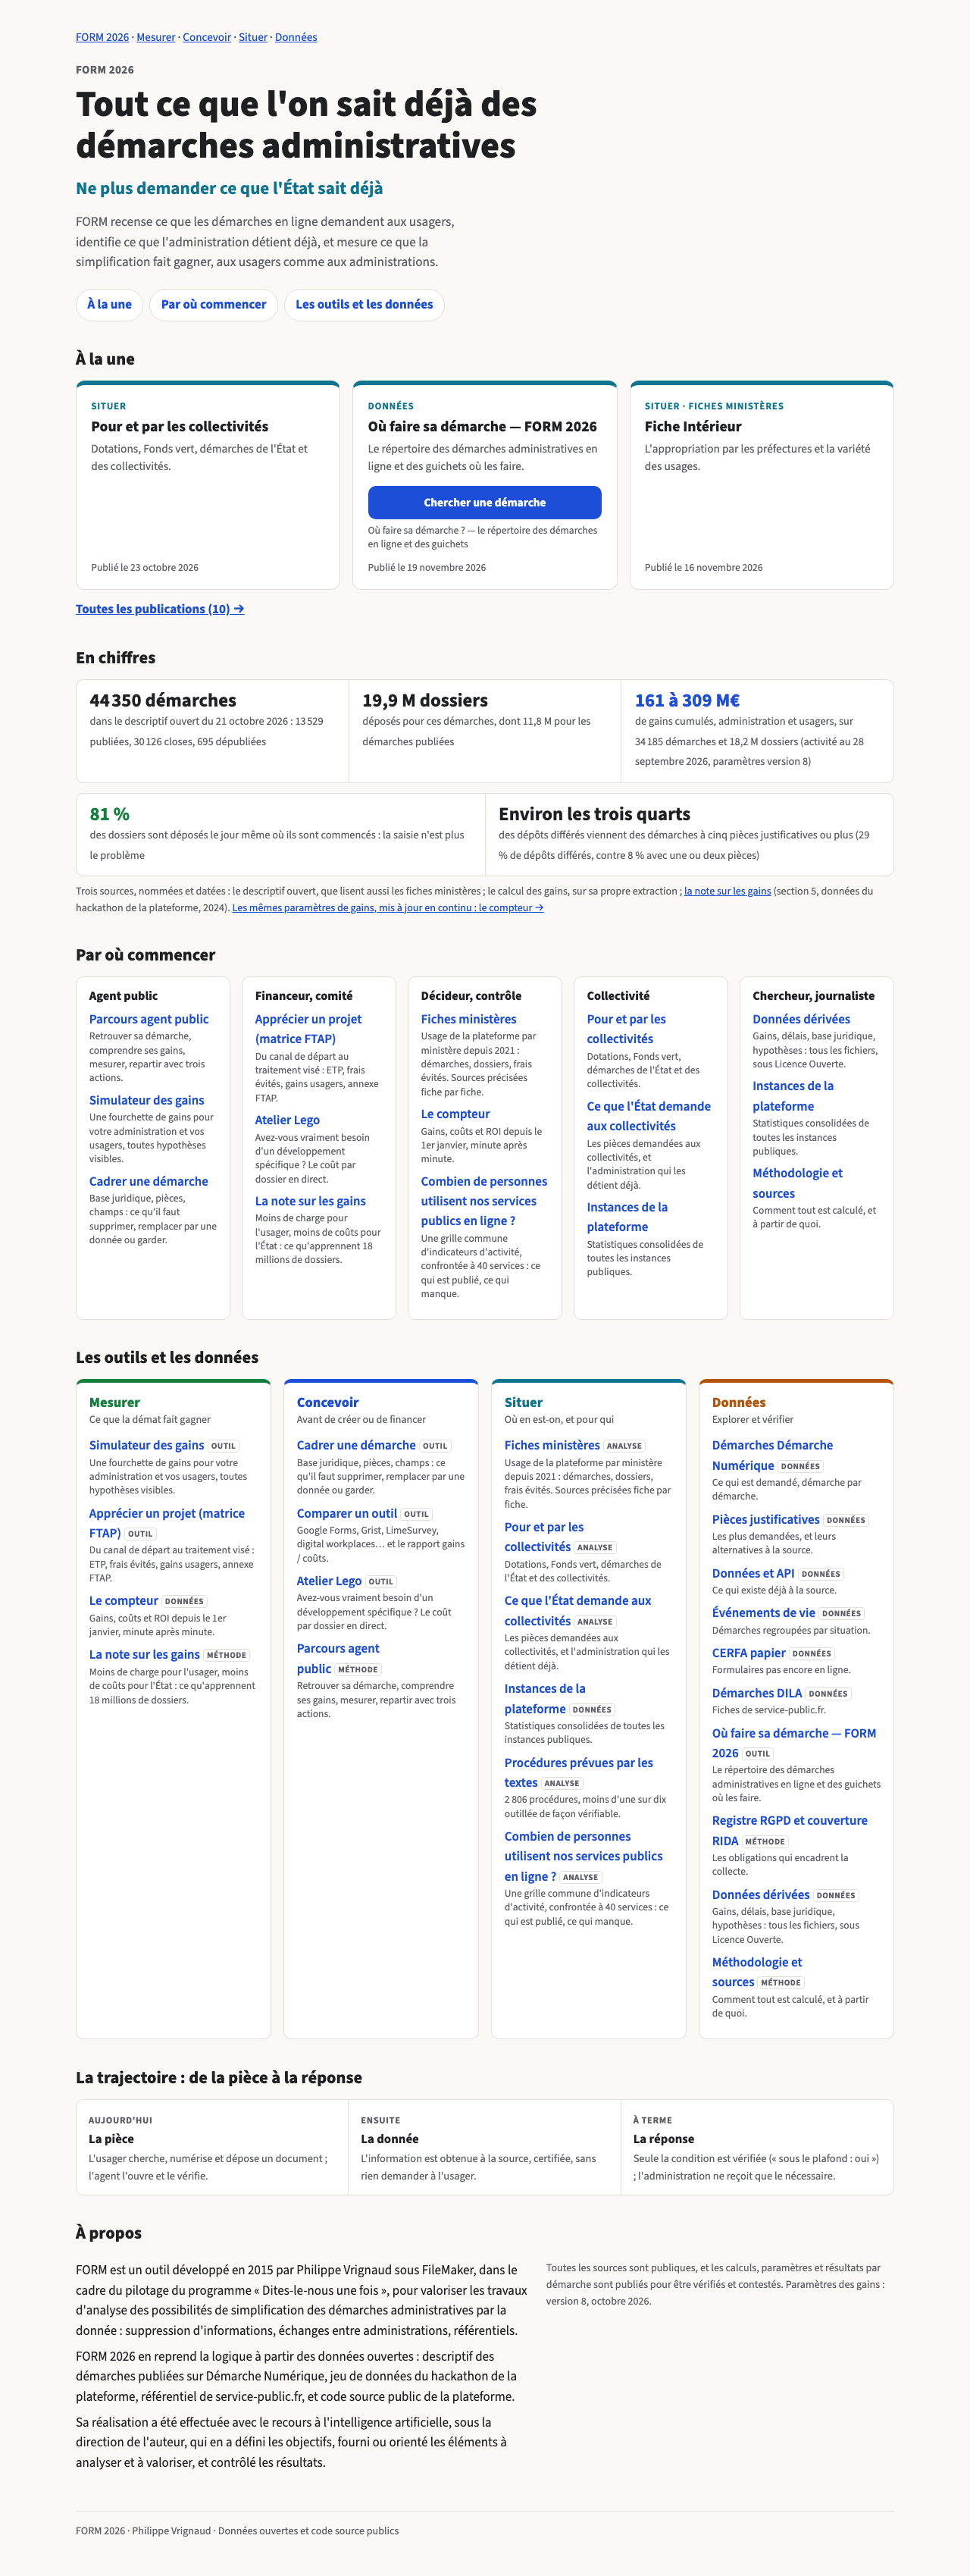 FORM 2026 · Mesurer · Concevoir · Situer · Données
FORM 2026
Tout ce que l'on sait déjà des
démarches administratives
Ne plus demander ce que l'État sait déjà
FORM recense ce que les démarches en ligne demandent aux usagers,
identifie ce que l'administration détient déjà, et mesure ce que la
simplification fait gagner, aux usagers comme aux administrations.
À la une
Par où commencer
Les outils et les données
À la une
SITUER
Pour et par les collectivités
Dotations, Fonds vert, démarches de l'État et
des collectivités.
Publié le 23 octobre 2026
DONNÉES
Où faire sa démarche — FORM 2026
Le répertoire des démarches administratives en
ligne et des guichets où les faire.
Chercher une démarche
Où faire sa démarche ? — le répertoire des démarches
en ligne et des guichets
Publié le 19 novembre 2026
SITUER · FICHES MINISTÈRES
Fiche Intérieur
L'appropriation par les préfectures et la variété
des usages.
Publié le 16 novembre 2026
Toutes les publications (10) →
En chiffres
44 350 démarches
dans le descriptif ouvert du 21 octobre 2026 : 13 529
publiées, 30 126 closes, 695 dépubliées
19,9 M dossiers
déposés pour ces démarches, dont 11,8 M pour les
démarches publiées
161 à 309 M€
de gains cumulés, administration et usagers, sur
34 185 démarches et 18,2 M dossiers (activité au 28
septembre 2026, paramètres version 8)
81 %
des dossiers sont déposés le jour même où ils sont commencés : la saisie n'est plus
le problème
Environ les trois quarts
des dépôts différés viennent des démarches à cinq pièces justificatives ou plus (29
% de dépôts différés, contre 8 % avec une ou deux pièces)
Trois sources, nommées et datées : le descriptif ouvert, que lisent aussi les fiches ministères ; le calcul des gains, sur sa propre extraction ; la note sur les gains (section 5, données du
hackathon de la plateforme, 2024). Les mêmes paramètres de gains, mis à jour en continu : le compteur →
Par où commencer
Agent public
Parcours agent public
Retrouver sa démarche,
comprendre ses gains,
mesurer, repartir avec trois
actions.
Simulateur des gains
Une fourchette de gains pour
votre administration et vos
usagers, toutes hypothèses
visibles.
Cadrer une démarche
Base juridique, pièces,
champs : ce qu'il faut
supprimer, remplacer par une
donnée ou garder.
Financeur, comité
Apprécier un projet
(matrice FTAP)
Du canal de départ au
traitement visé : ETP, frais
évités, gains usagers, annexe
FTAP.
Atelier Lego
Avez-vous vraiment besoin
d'un développement
spécifique ? Le coût par
dossier en direct.
La note sur les gains
Moins de charge pour
l'usager, moins de coûts pour
l'État : ce qu'apprennent 18
millions de dossiers.
Décideur, contrôle
Fiches ministères
Usage de la plateforme par
ministère depuis 2021 :
démarches, dossiers, frais
évités. Sources précisées
fiche par fiche.
Le compteur
Gains, coûts et ROI depuis le
1er janvier, minute après
minute.
Combien de personnes
utilisent nos services
publics en ligne ?
Une grille commune
d'indicateurs d'activité,
confrontée à 40 services : ce
qui est publié, ce qui
manque.
Collectivité
Pour et par les
collectivités
Dotations, Fonds vert,
démarches de l'État et des
collectivités.
Ce que l'État demande
aux collectivités
Les pièces demandées aux
collectivités, et
l'administration qui les
détient déjà.
Instances de la
plateforme
Statistiques consolidées de
toutes les instances
publiques.
Chercheur, journaliste
Données dérivées
Gains, délais, base juridique,
hypothèses : tous les fichiers,
sous Licence Ouverte.
Instances de la
plateforme
Statistiques consolidées de
toutes les instances
publiques.
Méthodologie et
sources
Comment tout est calculé, et
à partir de quoi.
Les outils et les données
Mesurer
Ce que la démat fait gagner
Simulateur des gains OUTIL
Une fourchette de gains pour votre
administration et vos usagers, toutes
hypothèses visibles.
Apprécier un projet (matrice
FTAP) OUTIL
Du canal de départ au traitement visé :
ETP, frais évités, gains usagers, annexe
FTAP.
Le compteur DONNÉES
Gains, coûts et ROI depuis le 1er
janvier, minute après minute.
La note sur les gains MÉTHODE
Moins de charge pour l'usager, moins
de coûts pour l'État : ce qu'apprennent
18 millions de dossiers.
Concevoir
Avant de créer ou de financer
Cadrer une démarche OUTIL
Base juridique, pièces, champs : ce
qu'il faut supprimer, remplacer par une
donnée ou garder.
Comparer un outil OUTIL
Google Forms, Grist, LimeSurvey,
digital workplaces… et le rapport gains
/ coûts.
Atelier Lego OUTIL
Avez-vous vraiment besoin d'un
développement spécifique ? Le coût
par dossier en direct.
Parcours agent
public MÉTHODE
Retrouver sa démarche, comprendre
ses gains, mesurer, repartir avec trois
actions.
Situer
Où en est-on, et pour qui
Fiches ministères ANALYSE
Usage de la plateforme par ministère
depuis 2021 : démarches, dossiers,
frais évités. Sources précisées fiche par
fiche.
Pour et par les
collectivités ANALYSE
Dotations, Fonds vert, démarches de
l'État et des collectivités.
Ce que l'État demande aux
collectivités ANALYSE
Les pièces demandées aux
collectivités, et l'administration qui les
détient déjà.
Instances de la
plateforme DONNÉES
Statistiques consolidées de toutes les
instances publiques.
Procédures prévues par les
textes ANALYSE
2 806 procédures, moins d'une sur dix
outillée de façon vérifiable.
Combien de personnes
utilisent nos services publics
en ligne ? ANALYSE
Une grille commune d'indicateurs
d'activité, confrontée à 40 services : ce
qui est publié, ce qui manque.
Données
Explorer et vérifier
Démarches Démarche
Numérique DONNÉES
Ce qui est demandé, démarche par
démarche.
Pièces justificatives DONNÉES
Les plus demandées, et leurs
alternatives à la source.
Données et API DONNÉES
Ce qui existe déjà à la source.
Événements de vie DONNÉES
Démarches regroupées par situation.
CERFA papier DONNÉES
Formulaires pas encore en ligne.
Démarches DILA DONNÉES
Fiches de service-public.fr.
Où faire sa démarche — FORM
2026 OUTIL
Le répertoire des démarches
administratives en ligne et des guichets
où les faire.
Registre RGPD et couverture
RIDA MÉTHODE
Les obligations qui encadrent la
collecte.
Données dérivées DONNÉES
Gains, délais, base juridique,
hypothèses : tous les fichiers, sous
Licence Ouverte.
Méthodologie et
sources MÉTHODE
Comment tout est calculé, et à partir
de quoi.
La trajectoire : de la pièce à la réponse
AUJOURD'HUI
La pièce
L'usager cherche, numérise et dépose un document ;
l'agent l'ouvre et le vérifie.
ENSUITE
La donnée
L'information est obtenue à la source, certifiée, sans
rien demander à l'usager.
À TERME
La réponse
Seule la condition est vérifiée (« sous le plafond : oui »)
; l'administration ne reçoit que le nécessaire.
À propos
FORM est un outil développé en 2015 par Philippe Vrignaud sous FileMaker, dans le
cadre du pilotage du programme « Dites-le-nous une fois », pour valoriser les travaux
d'analyse des possibilités de simplification des démarches administratives par la
donnée : suppression d'informations, échanges entre administrations, référentiels.
FORM 2026 en reprend la logique à partir des données ouvertes : descriptif des
démarches publiées sur Démarche Numérique, jeu de données du hackathon de la
plateforme, référentiel de service-public.fr, et code source public de la plateforme.
Sa réalisation a été effectuée avec le recours à l'intelligence artificielle, sous la
direction de l'auteur, qui en a défini les objectifs, fourni ou orienté les éléments à
analyser et à valoriser, et contrôlé les résultats.
Toutes les sources sont publiques, et les calculs, paramètres et résultats par
démarche sont publiés pour être vérifiés et contestés. Paramètres des gains :
version 8, octobre 2026.
FORM 2026 · Philippe Vrignaud · Données ouvertes et code source publics